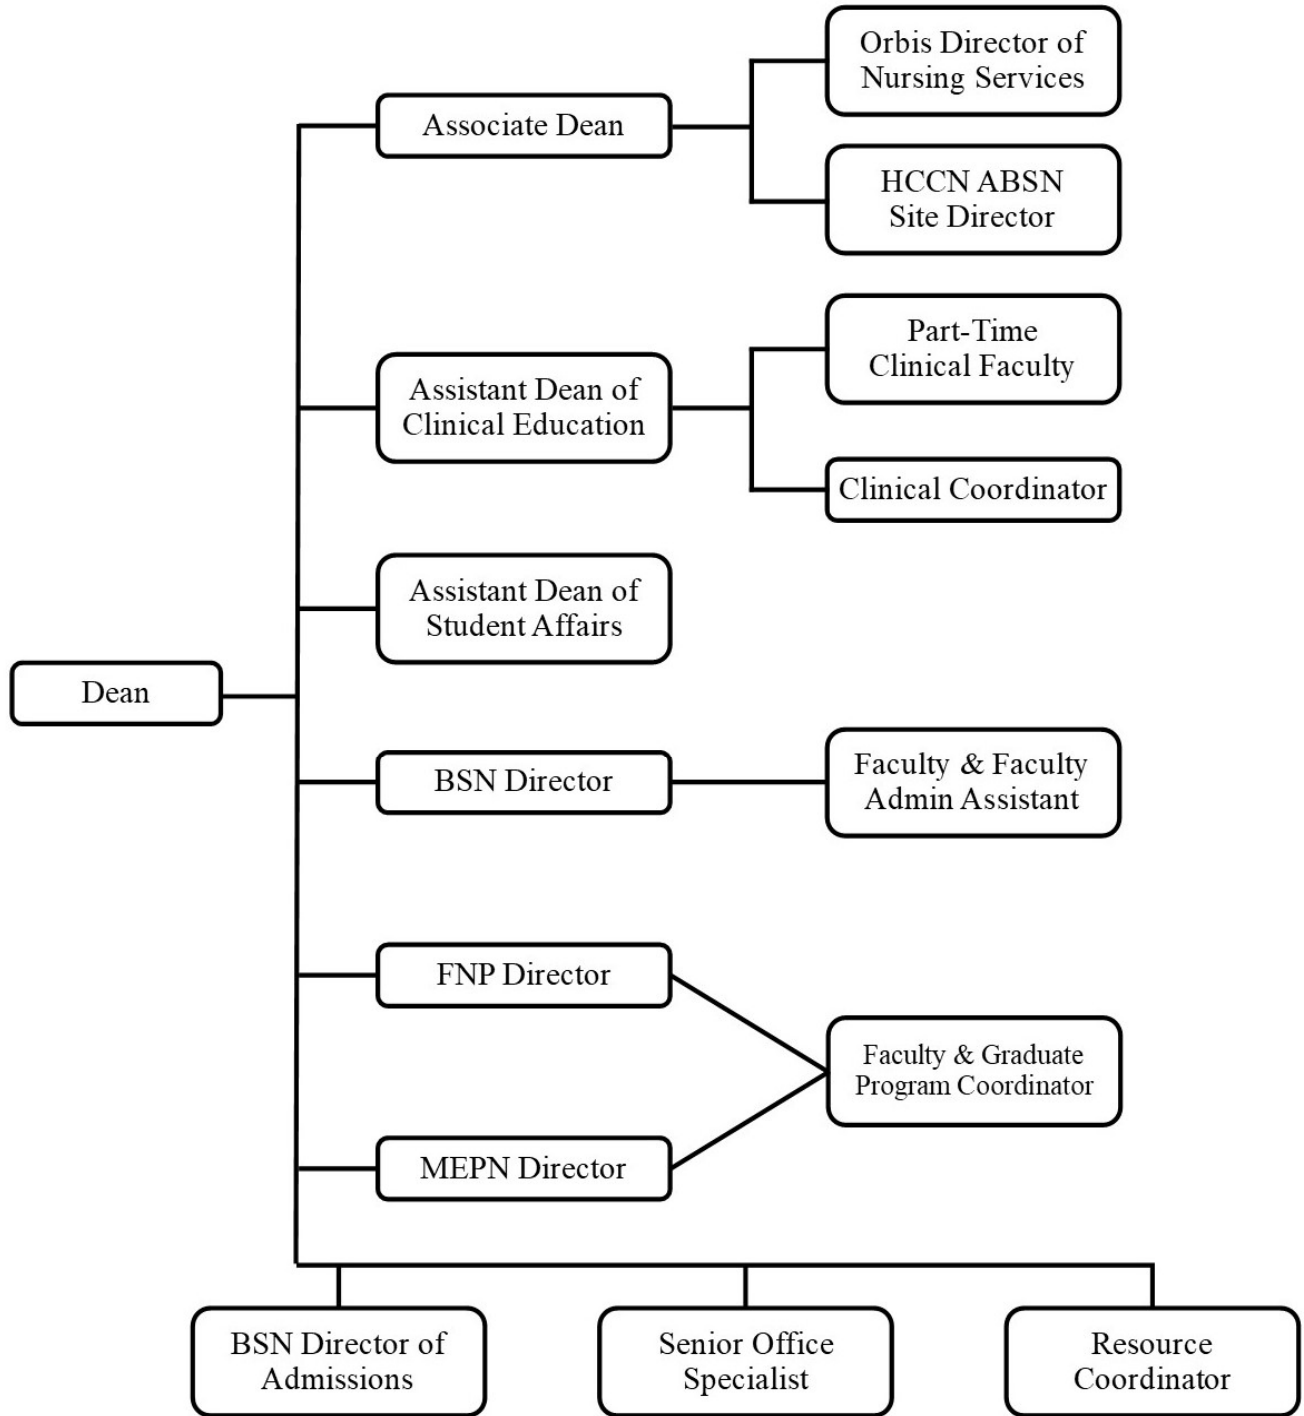 Orbis Director of
Nursing Services
Associate Dean
HCCN ABSN
Site Director
Part-Time
Clinical Faculty
Assistant Dean of
Clinical Education
Clinical Coordinator
Assistant Dean of
Student Affairs
Dean
BSN Director
Faculty & Faculty
Admin Assistant
FNP Director
Faculty & Graduate
Program Coordinator
MEPN Director
BSN Director of
Admissions
Senior Office
Specialist
Resource
Coordinator